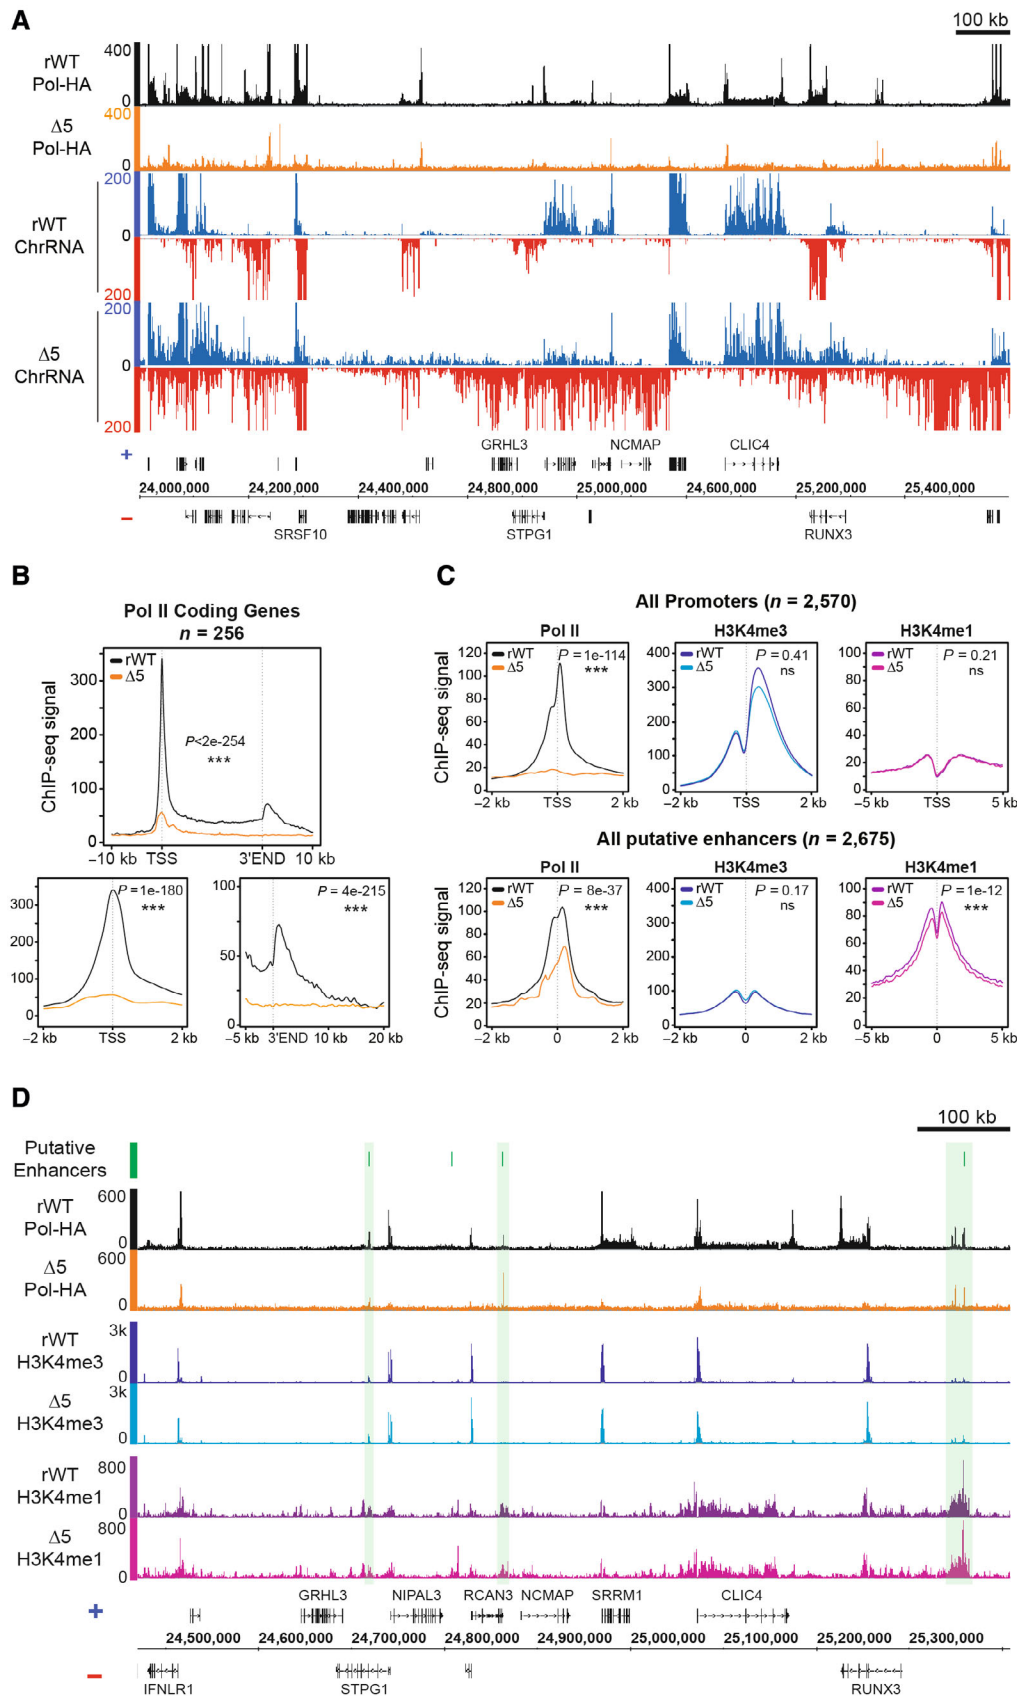 A
100 kb
rWT
Pol-HA
400
0
Δ5
Pol-HA
400
0
rWT
ChrRNA
200
0
200
Δ5
ChrRNA
200
0
200
+
GRHL3 NCMAP CLIC4
24,000,000 24,200,000 24,400,000 24,800,000 25,000,000 24,600,000 25,200,000 25,400,000
−
SRSF10 STPG1 RUNX3
B
Pol II Coding Genes
n = 256
ChIP-seq signal
300
200
100
0
rWT
Δ5
P<2e-254
***
−10 kb TSS 3'END 10 kb
300
200
100
0
P =1e-180
***
−2 kb TSS 2 kb
100
50
0
P = 4e-215
***
−5 kb 3'END 10 kb 20 kb
C
All Promoters (n = 2,570)
Pol II
ChIP-seq signal
120
100
80
60
40
20
0
rWT
Δ5
P = 1e-114
***
−2 kb TSS 2 kb
H3K4me3
400
300
200
100
0
rWT
Δ5
P = 0.41
ns
−2 kb TSS 2 kb
H3K4me1
100
80
60
40
20
0
rWT
Δ5
P = 0.21
ns
−5 kb TSS 5 kb
All putative enhancers (n = 2,675)
Pol II
ChIP-seq signal
120
100
80
60
40
20
0
rWT
Δ5
P = 8e-37
***
−2 kb 0 2 kb
H3K4me3
400
300
200
100
0
rWT
Δ5
P = 0.17
ns
−2 kb 0 2 kb
H3K4me1
100
80
60
40
20
0
rWT
Δ5
P = 1e-12
***
−5 kb 0 5 kb
D
100 kb
Putative
Enhancers
rWT
Pol-HA
600
0
Δ5
Pol-HA
600
0
rWT
H3K4me3
3k
0
Δ5
H3K4me3
3k
0
rWT
H3K4me1
800
0
Δ5
H3K4me1
800
0
+
GRHL3 NIPAL3 RCAN3 NCMAP SRRM1 CLIC4
24,500,000 24,600,000 24,700,000 24,800,000 24,900,000 25,000,000 25,100,000 25,200,000 25,300,000
−
IFNLR1 STPG1 RUNX3